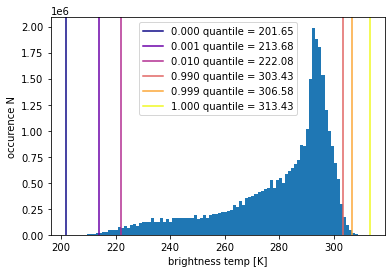 1e6
2.00
1.75
1.50
1.25
1.00
0.75
0.50
0.25
0.00
occurence N
0.000 quantile = 201.65
0.001 quantile = 213.68
0.010 quantile = 222.08
0.990 quantile = 303.43
0.999 quantile = 306.58
1.000 quantile = 313.43
200 220 240 260 280 300
brightness temp [K]